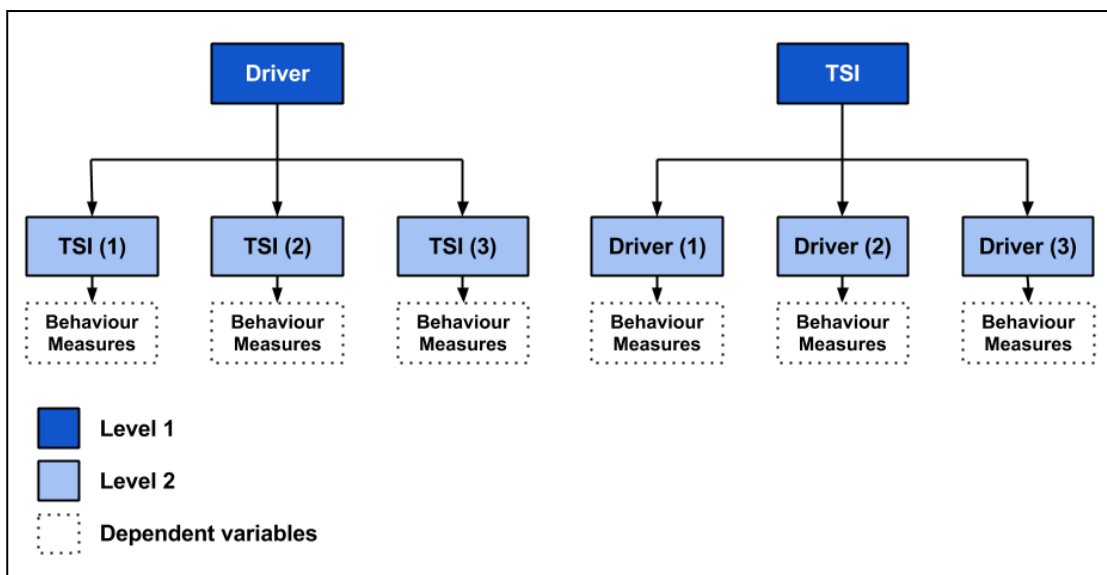 Driver
TSI
TSI (1)
TSI (2)
TSI (3)
Driver (1)
Driver (2)
Driver (3)
Behaviour
Measures
Behaviour
Measures
Behaviour
Measures
Behaviour
Measures
Behaviour
Measures
Behaviour
Measures
Level 1
Level 2
Dependent variables